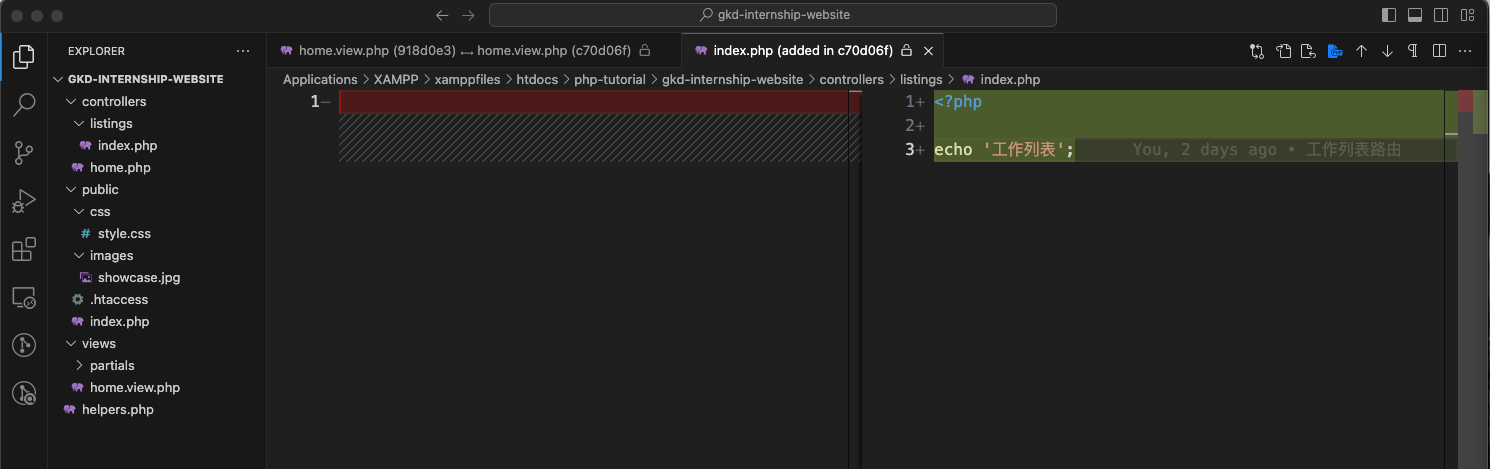 gkd-internship-website
EXPLORER
home.view.php (918d0e3) ↔ home.view.php (c70d06f)
index.php (added in c70d06f)
GKD-INTERNSHIP-WEBSITE
Applications > XAMPP > xamppfiles > htdocs > php-tutorial > gkd-internship-website > controllers > listings > index.php
controllers
listings
index.php
home.php
public
css
# style.css
images
showcase.jpg
.htaccess
index.php
views
partials
home.view.php
helpers.php
1−
1+ <?php
2+
3+ echo '工作列表'; You, 2 days ago • 工作列表路由